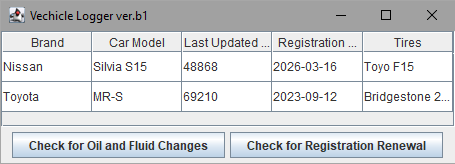 Vechicle Logger ver.b1
Brand Car Model Last Updated ... Registration ... Tires
Nissan Silvia S15 48868 2026-03-16 Toyo F15
Toyota MR-S 69210 2023-09-12 Bridgestone 2...
Check for Oil and Fluid Changes Check for Registration Renewal